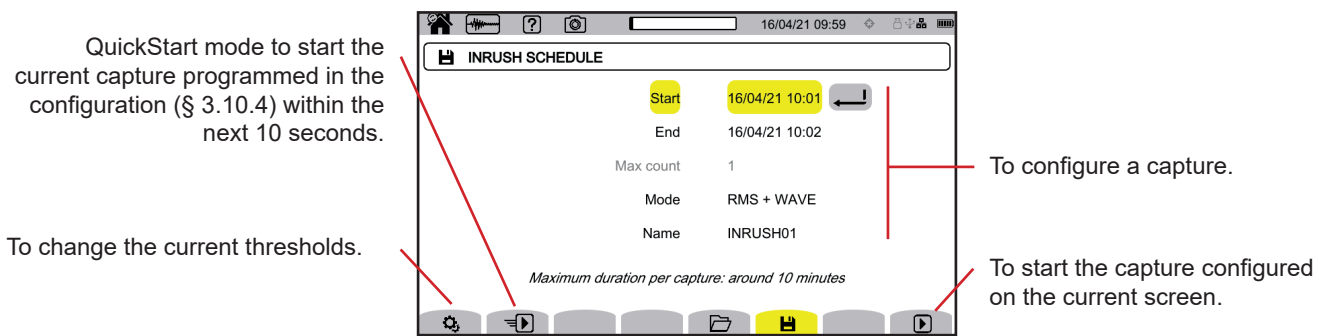 16/04/21 09:59
INRUSH SCHEDULE
QuickStart mode to start the
current capture programmed in the
configuration (§ 3.10.4) within the
next 10 seconds.
Start 16/04/21 10:01
End 16/04/21 10:02
Max count 1
Mode RMS + WAVE
Name INRUSH01
To configure a capture.
To change the current thresholds.
Maximum duration per capture: around 10 minutes
To start the capture configured
on the current screen.